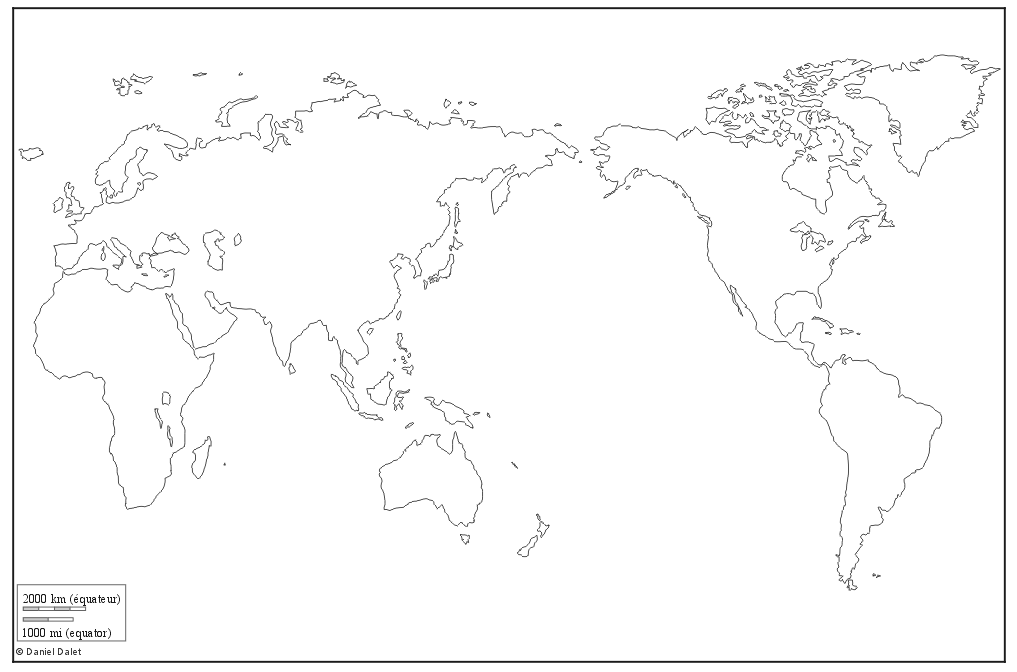 2000 km (équateur)
1000 mi (equator)
© Daniel Dalet